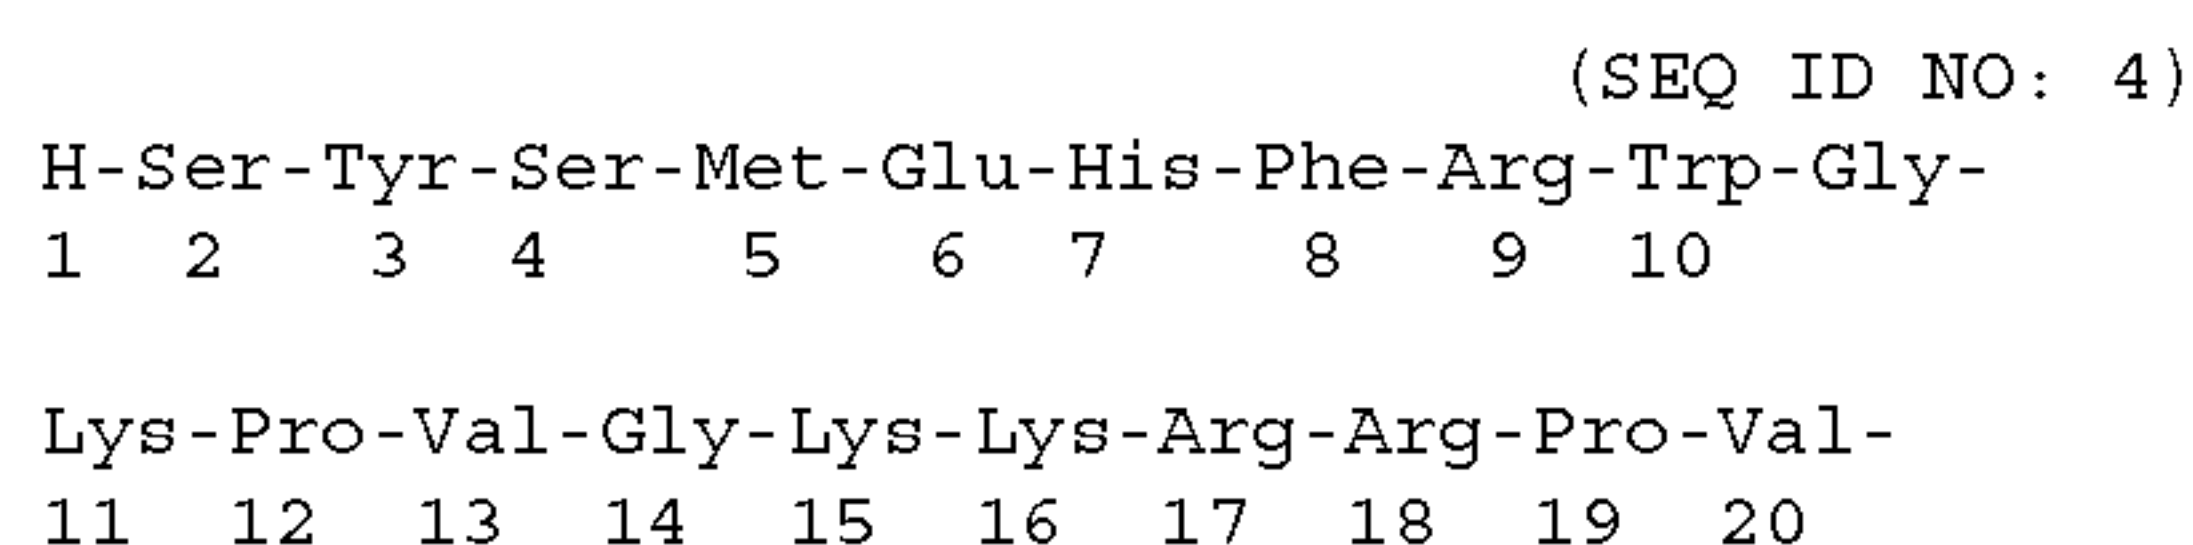 (SEQ ID NO: 4)
H-Ser-Tyr-Ser-Met-Glu-His-Phe-Arg-Trp-Gly-
1 2 3 4 5 6 7 8 9 10
Lys-Pro-Val-Gly-Lys-Lys-Arg-Arg-Pro-Val-
11 12 13 14 15 16 17 18 19 20